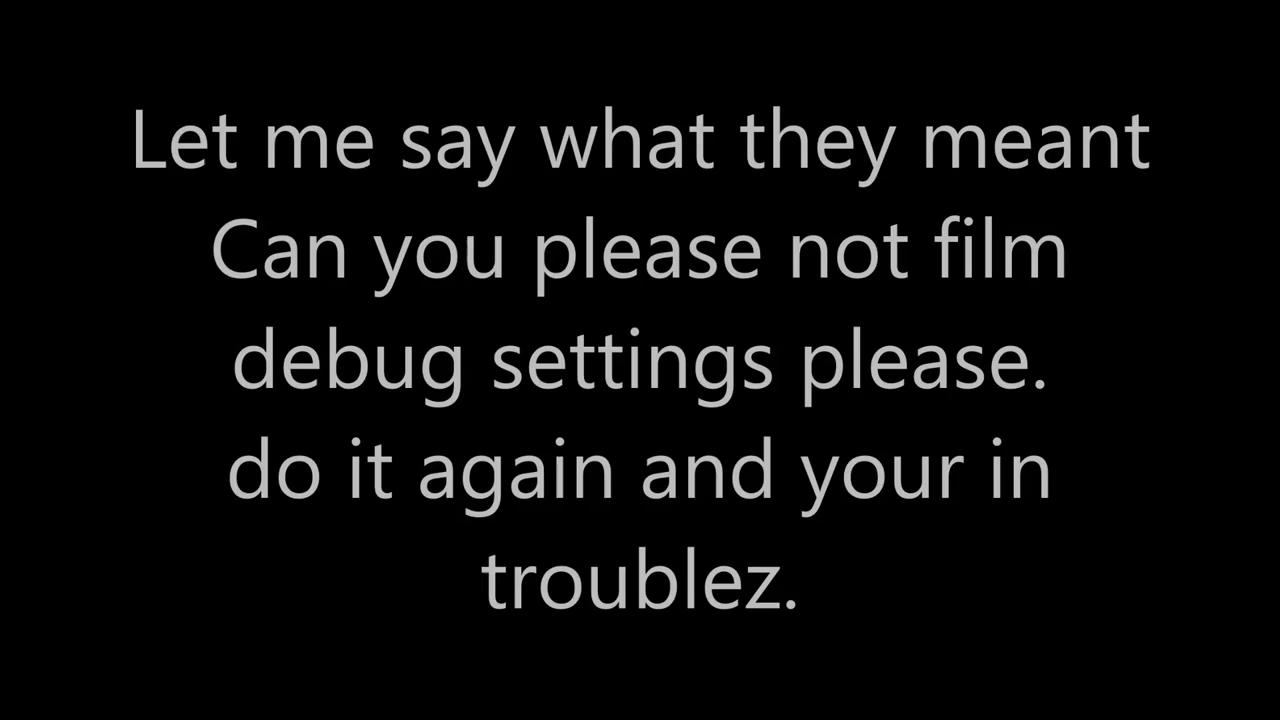 Let me say what they meant
Can you please not film
debug settings please.
do it again and your in
troublez.